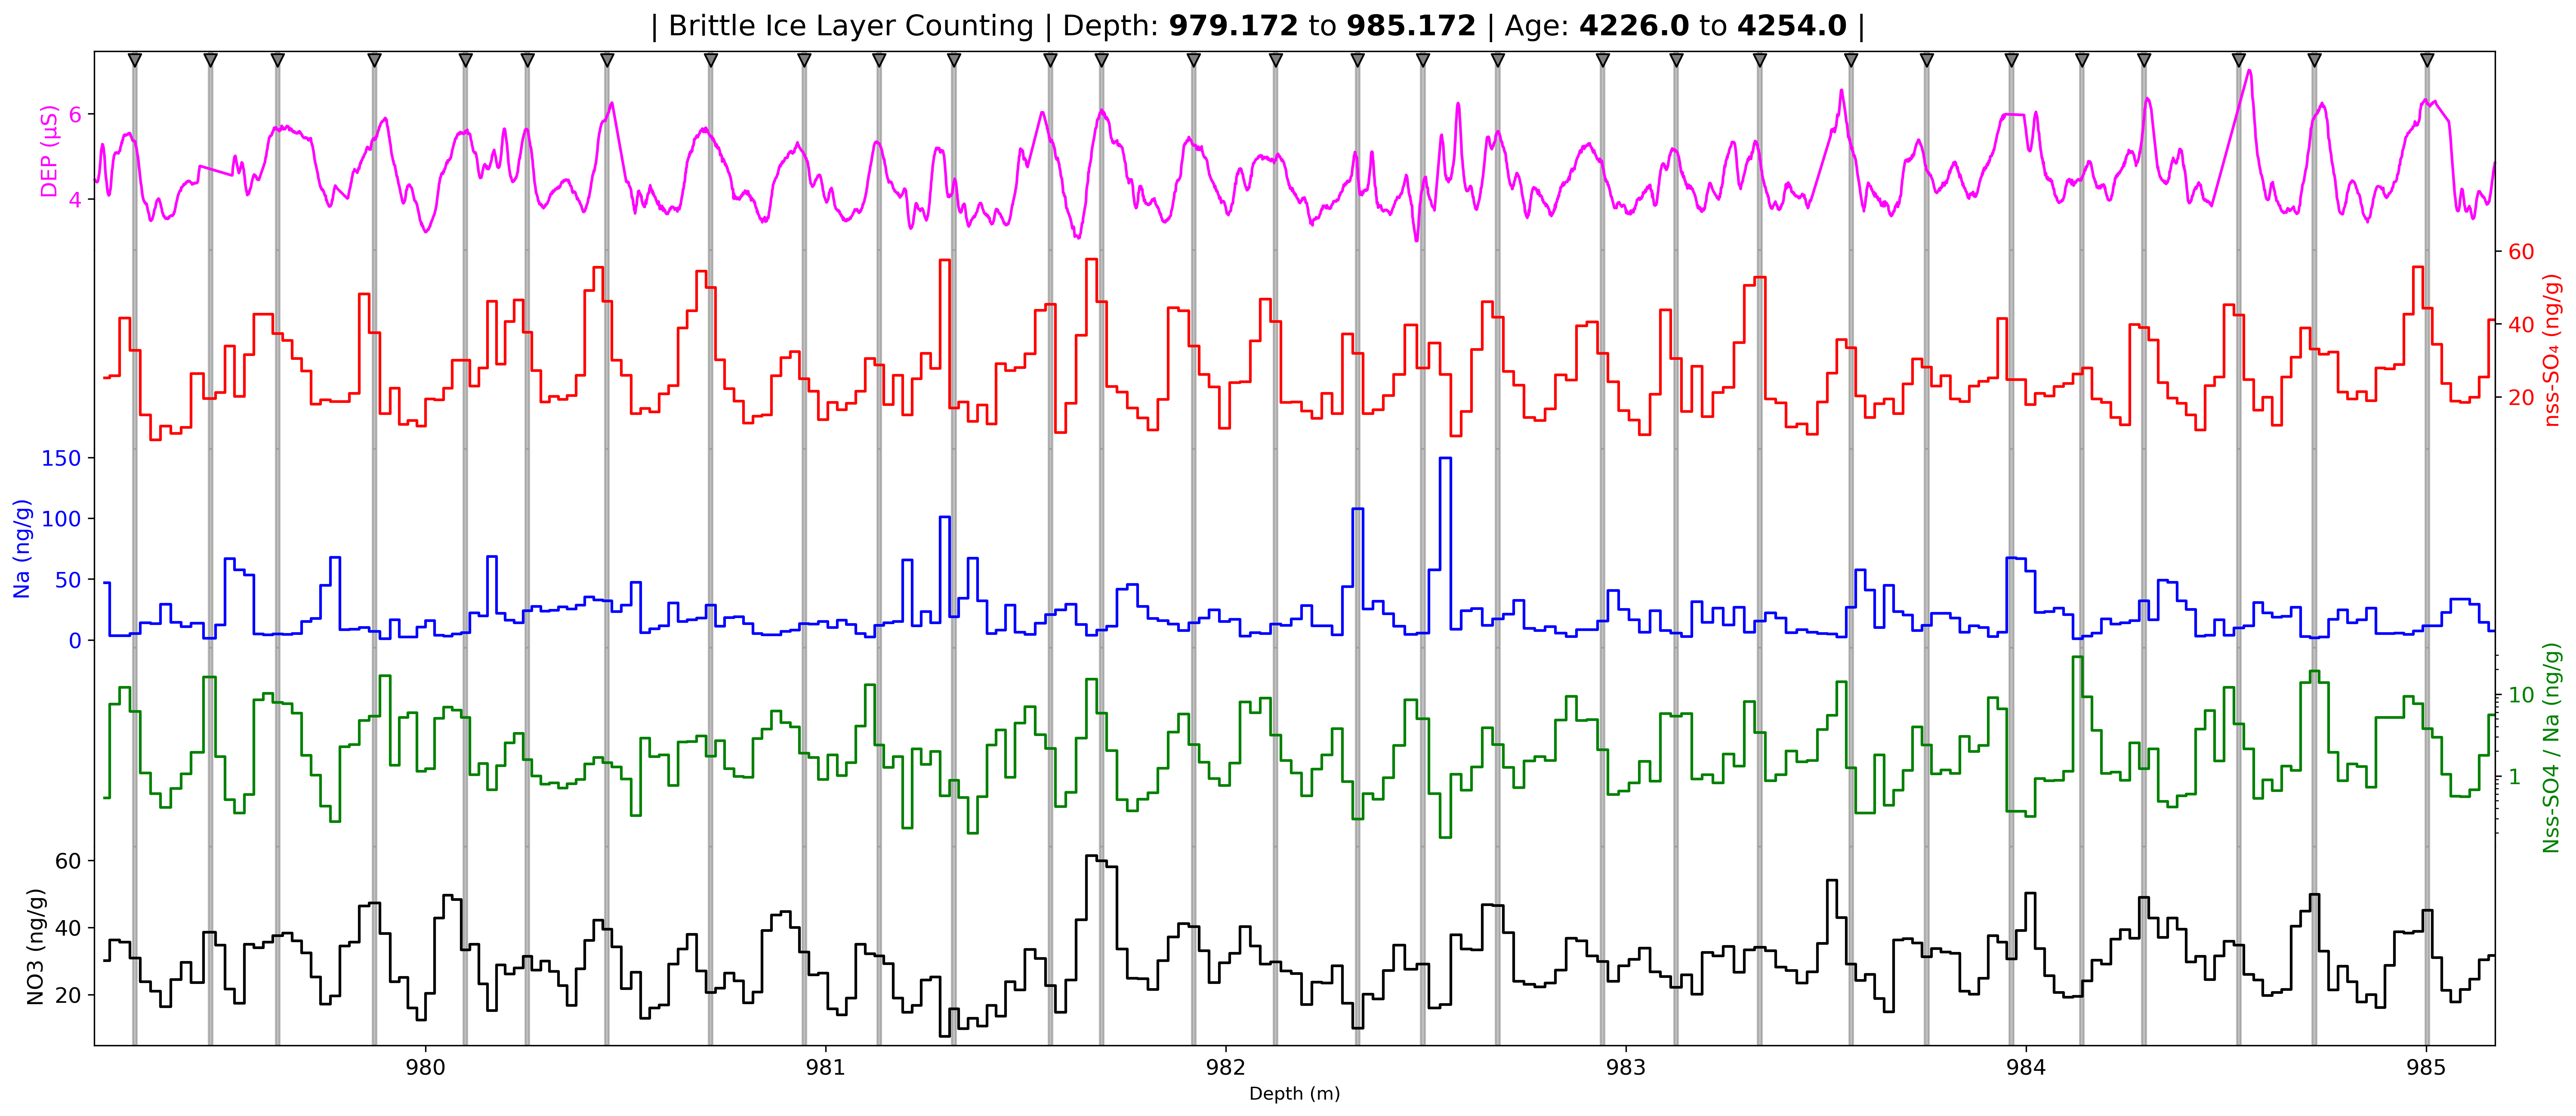 | Brittle Ice Layer Counting | Depth: 979.172 to 985.172 | Age: 4226.0 to 4254.0 |
DEP (µS)
6
4
60
40
20
nss-SO₄ (ng/g)
Na (ng/g)
150
100
50
0
10
1
Nss-SO4 / Na (ng/g)
NO3 (ng/g)
60
40
20
980 981 982 983 984 985
Depth (m)